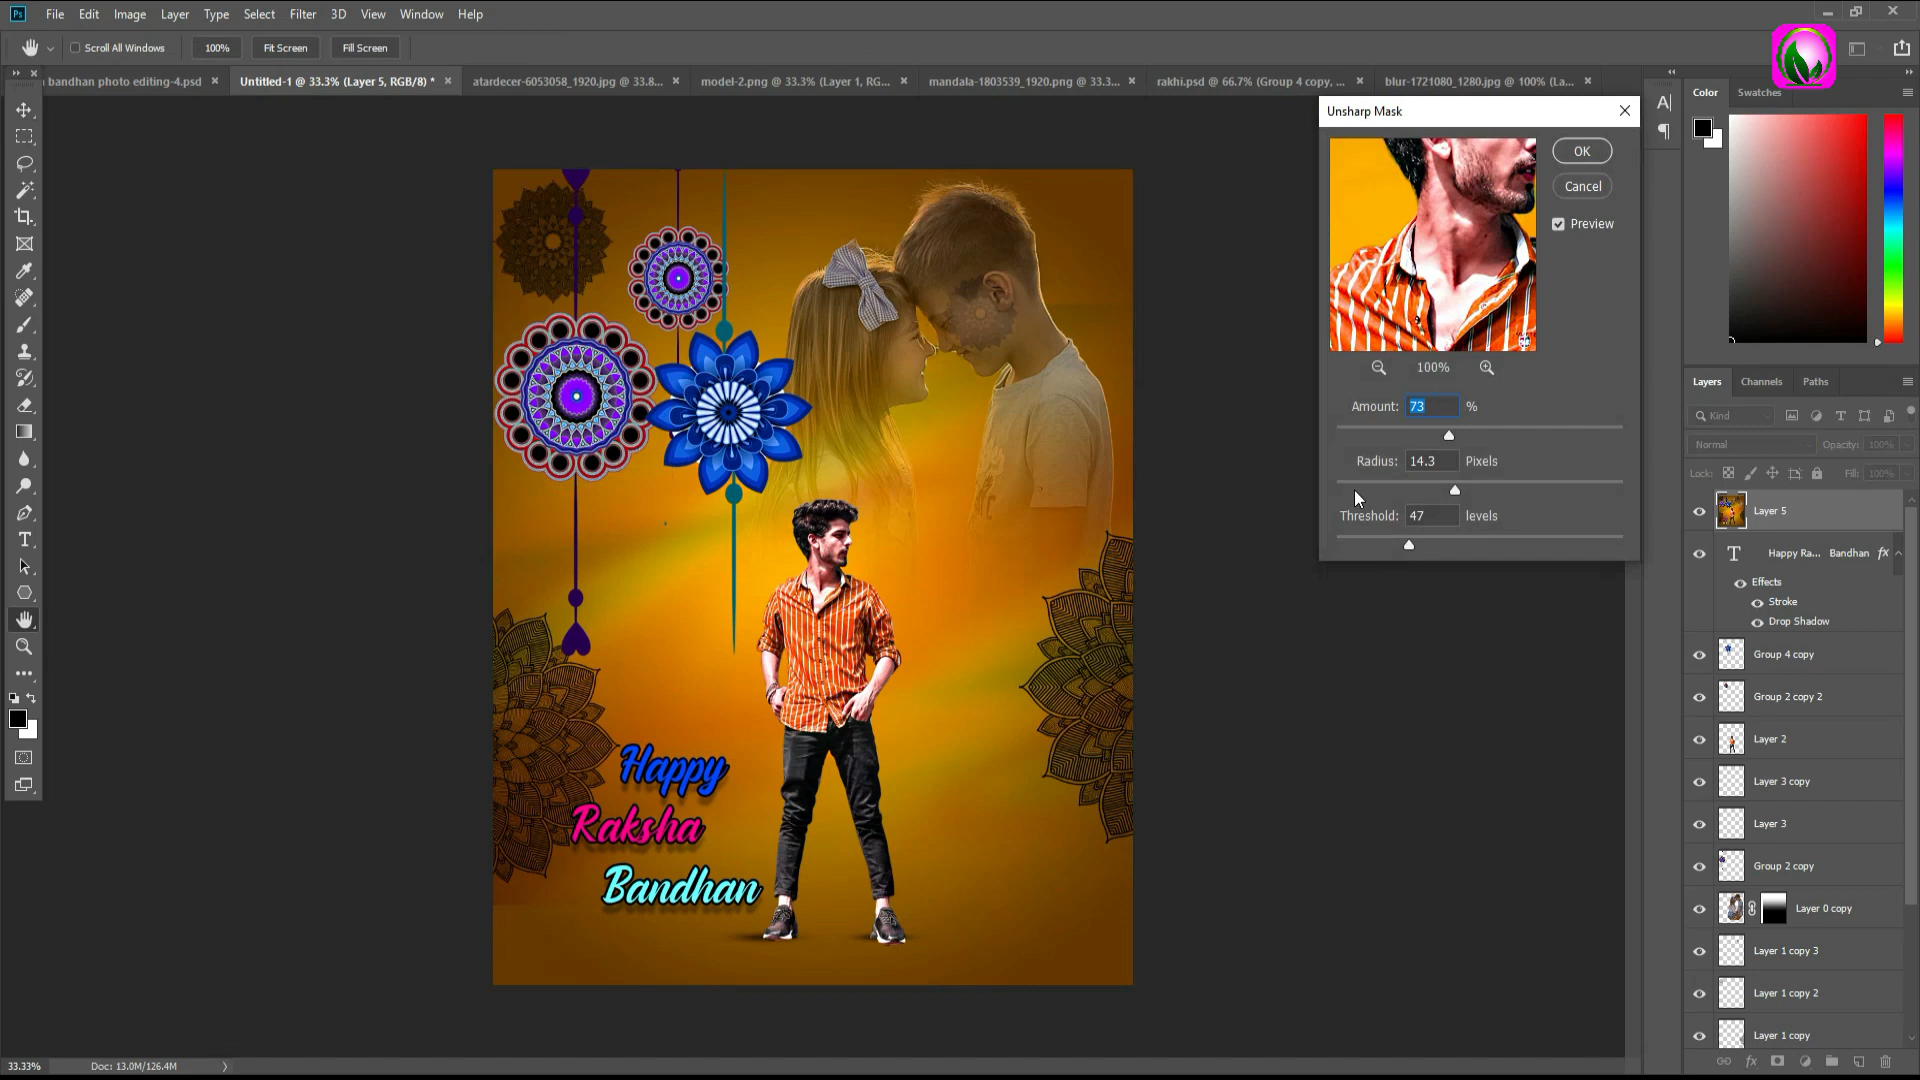 Ps File Edit Image Layer Type Select Filter 3D View Window Help
Scroll All Windows 100% Fit Screen Fill Screen
bandhan photo editing-4.psd Untitled-1 @ 33.3% (Layer 5, RGB/8) * atardecer-6053058_1920.jpg @ 33.8... model-2.png @ 33.3% (Layer 1, RG... mandala-1803539_1920.png @ 33.3... rakhi.psd @ 66.7% (Group 4 copy, ... blur-1721080_1280.jpg @ 100% (La...
Color Swatches
Unsharp Mask
OK
Cancel
Preview
100%
Amount: 73 %
Radius: 14.3 Pixels
Threshold: 47 levels
Happy
Raksha
Bandhan
Layers Channels Paths
Kind
Normal Opacity: 100%
Lock: Fill: 100%
Layer 5
T Happy Ra... Bandhan fx
Effects
Stroke
Drop Shadow
Group 4 copy
Group 2 copy 2
Layer 2
Layer 3 copy
Layer 3
Group 2 copy
Layer 0 copy
Layer 1 copy 3
Layer 1 copy 2
Layer 1 copy
fx
33.33% Doc: 13.0M/126.4M